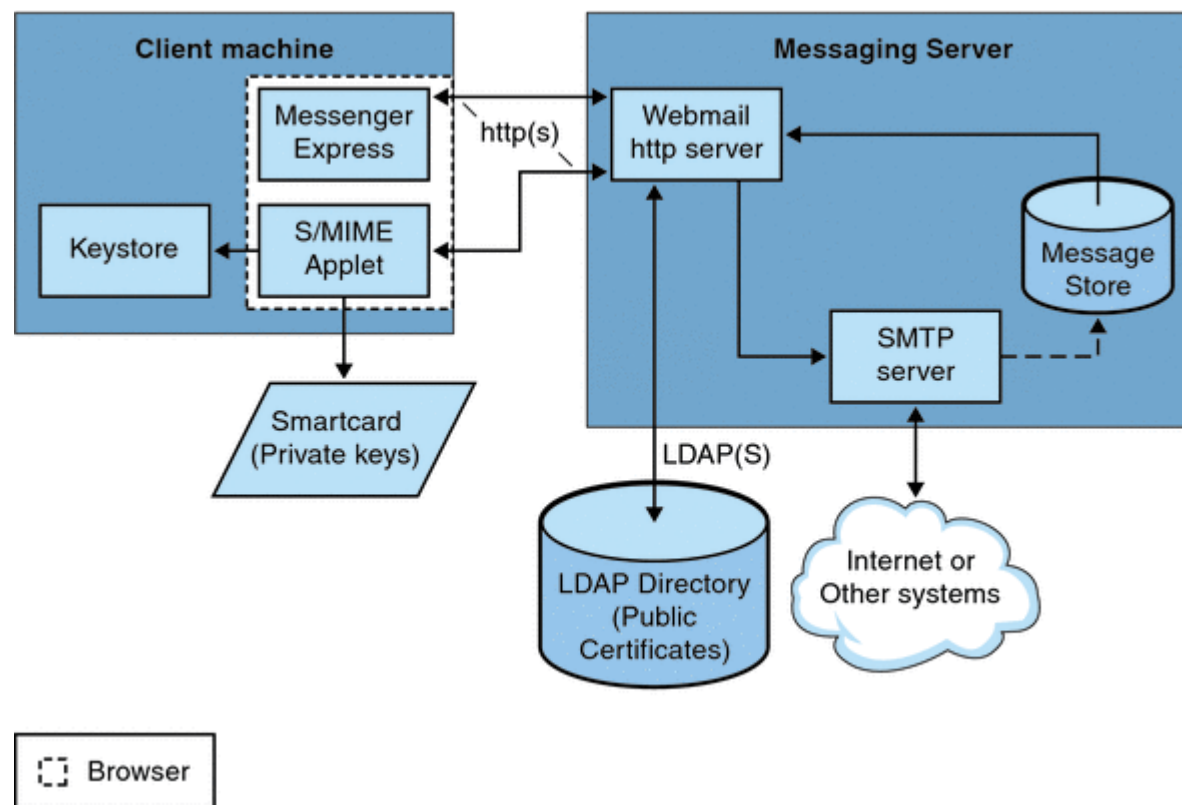 Client machine
Messaging Server
Messenger
Express
http(s)
Webmail
http server
Keystore
S/MIME
Applet
Message
Store
SMTP
server
Smartcard
(Private keys)
LDAP(S)
LDAP Directory
(Public
Certificates)
Internet or
Other systems
Browser